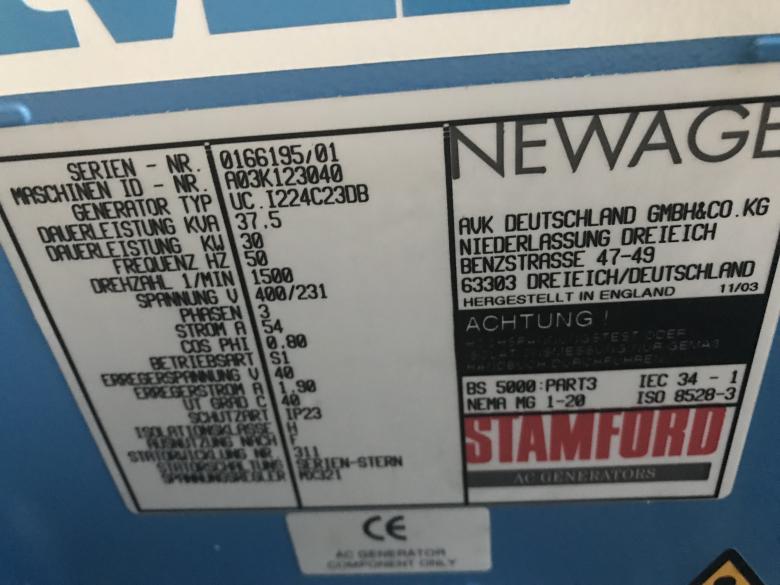 SERIEN - NR. 0166195/01
MASCHINEN ID - NR. A03K123040
GENERATOR TYP UC.I224C23DB
DAUERLEISTUNG KVA 37.5
DAUERLEISTUNG KW 30
FREQUENZ HZ 50
DREHZAHL 1/MIN 1500
SPANNUNG V 400/231
PHASEN 3
STROM A 54
COS PHI 0.80
BETRIEBSART S1
ERREGERSPANNUNG V 40
ERREGERSTROM A 1.90
UT GRAD C 40
SCHUTZART IP23
ISOLATIONSKLASSE H
AUSNUTZUNG NACH F
STATORWICKLUNG NR. 311
STATORSCHALTUNG SERIEN-STERN
SPANNUNGSREGLER MX321
NEWAGE
AVK DEUTSCHLAND GMBH&CO.KG
NIEDERLASSUNG DREIEICH
BENZSTRASSE 47-49
63303 DREIEICH/DEUTSCHLAND
HERGESTELLT IN ENGLAND 11/03
ACHTUNG !
BS 5000:PART3 IEC 34 - 1
NEMA MG 1-20 ISO 8528-3
STAMFORD
AC GENERATORS
CE
AC GENERATOR
COMPONENT ONLY